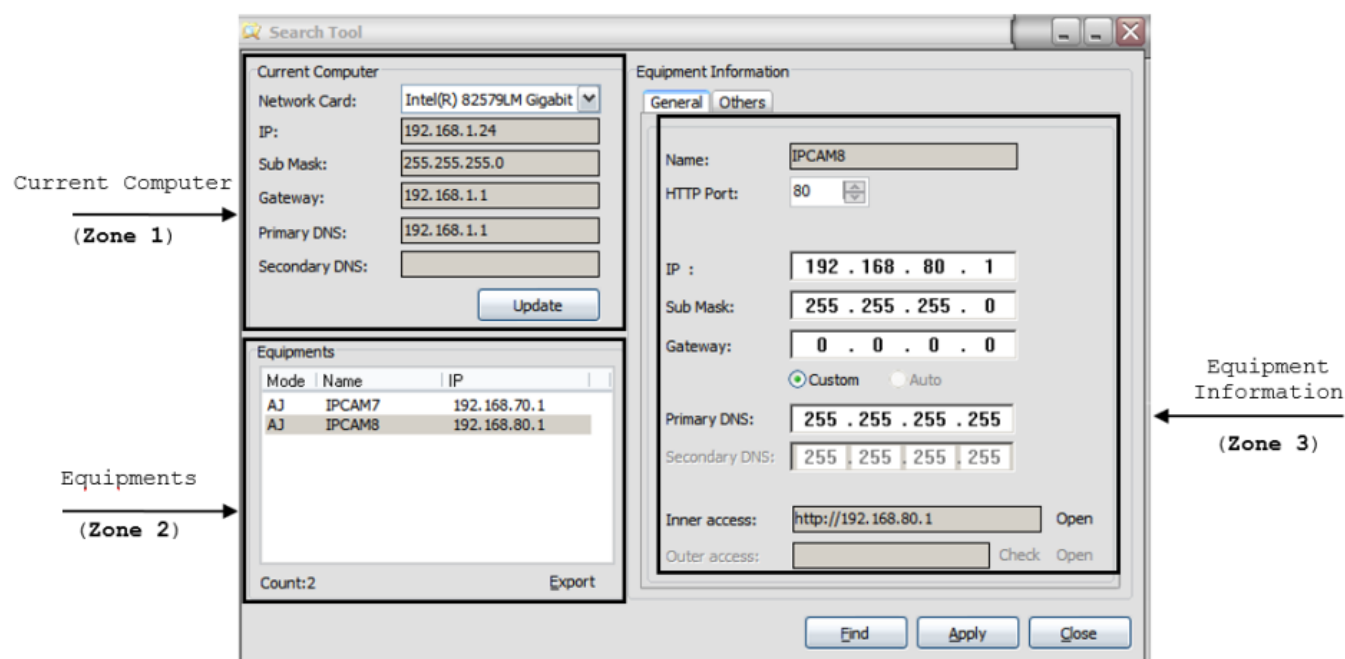 Search Tool
Current Computer
Network Card: Intel(R) 82579LM Gigabit
IP: 192.168.1.24
Sub Mask: 255.255.255.0
Gateway: 192.168.1.1
Primary DNS: 192.168.1.1
Secondary DNS:
Update
Current Computer
(Zone 1)
Equipments
Mode Name IP
AJ IPCAM7 192.168.70.1
AJ IPCAM8 192.168.80.1
Count:2 Export
Equipments
(Zone 2)
Equipment Information
General Others
Name: IPCAM8
HTTP Port: 80
IP : 192 . 168 . 80 . 1
Sub Mask: 255 . 255 . 255 . 0
Gateway: 0 . 0 . 0 . 0
Custom Auto
Primary DNS: 255 . 255 . 255 . 255
Secondary DNS: 255 . 255 . 255 . 255
Inner access: http://192.168.80.1 Open
Outer access: Check Open
Equipment
Information
(Zone 3)
Find Apply Close